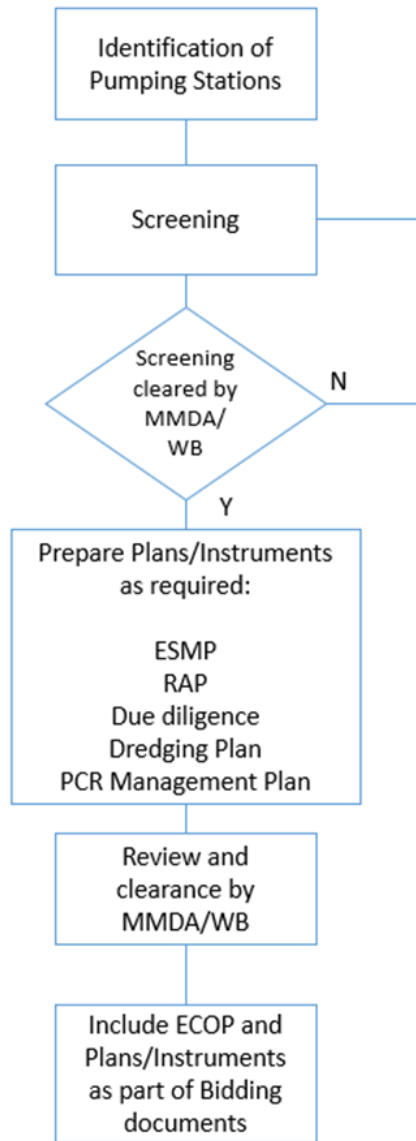 Identification of
Pumping Stations
Screening
Screening
cleared by
MMDA/
WB
N
Y
Prepare Plans/Instruments
as required:
ESMP
RAP
Due diligence
Dredging Plan
PCR Management Plan
Review and
clearance by
MMDA/WB
Include ECOP and
Plans/Instruments
as part of Bidding
documents